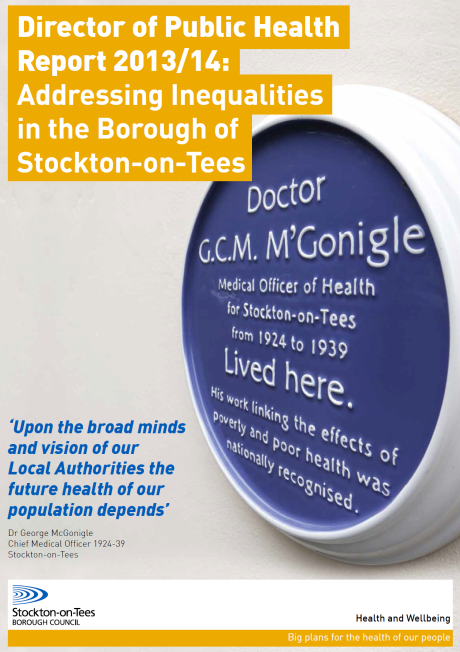 Director of Public Health
Report 2013/14:
Addressing Inequalities
in the Borough of
Stockton-on-Tees
Doctor
G.C.M. M'Gonigle
Medical Officer of Health
for Stockton-on-Tees
from 1924 to 1939
Lived here.
His work linking the effects of
poverty and poor health was
nationally recognised.
‘Upon the broad minds
and vision of our
Local Authorities the
future health of our
population depends’
Dr George McGonigle
Chief Medical Officer 1924-39
Stockton-on-Tees
Stockton-on-Tees
BOROUGH COUNCIL
Health and Wellbeing
Big plans for the health of our people